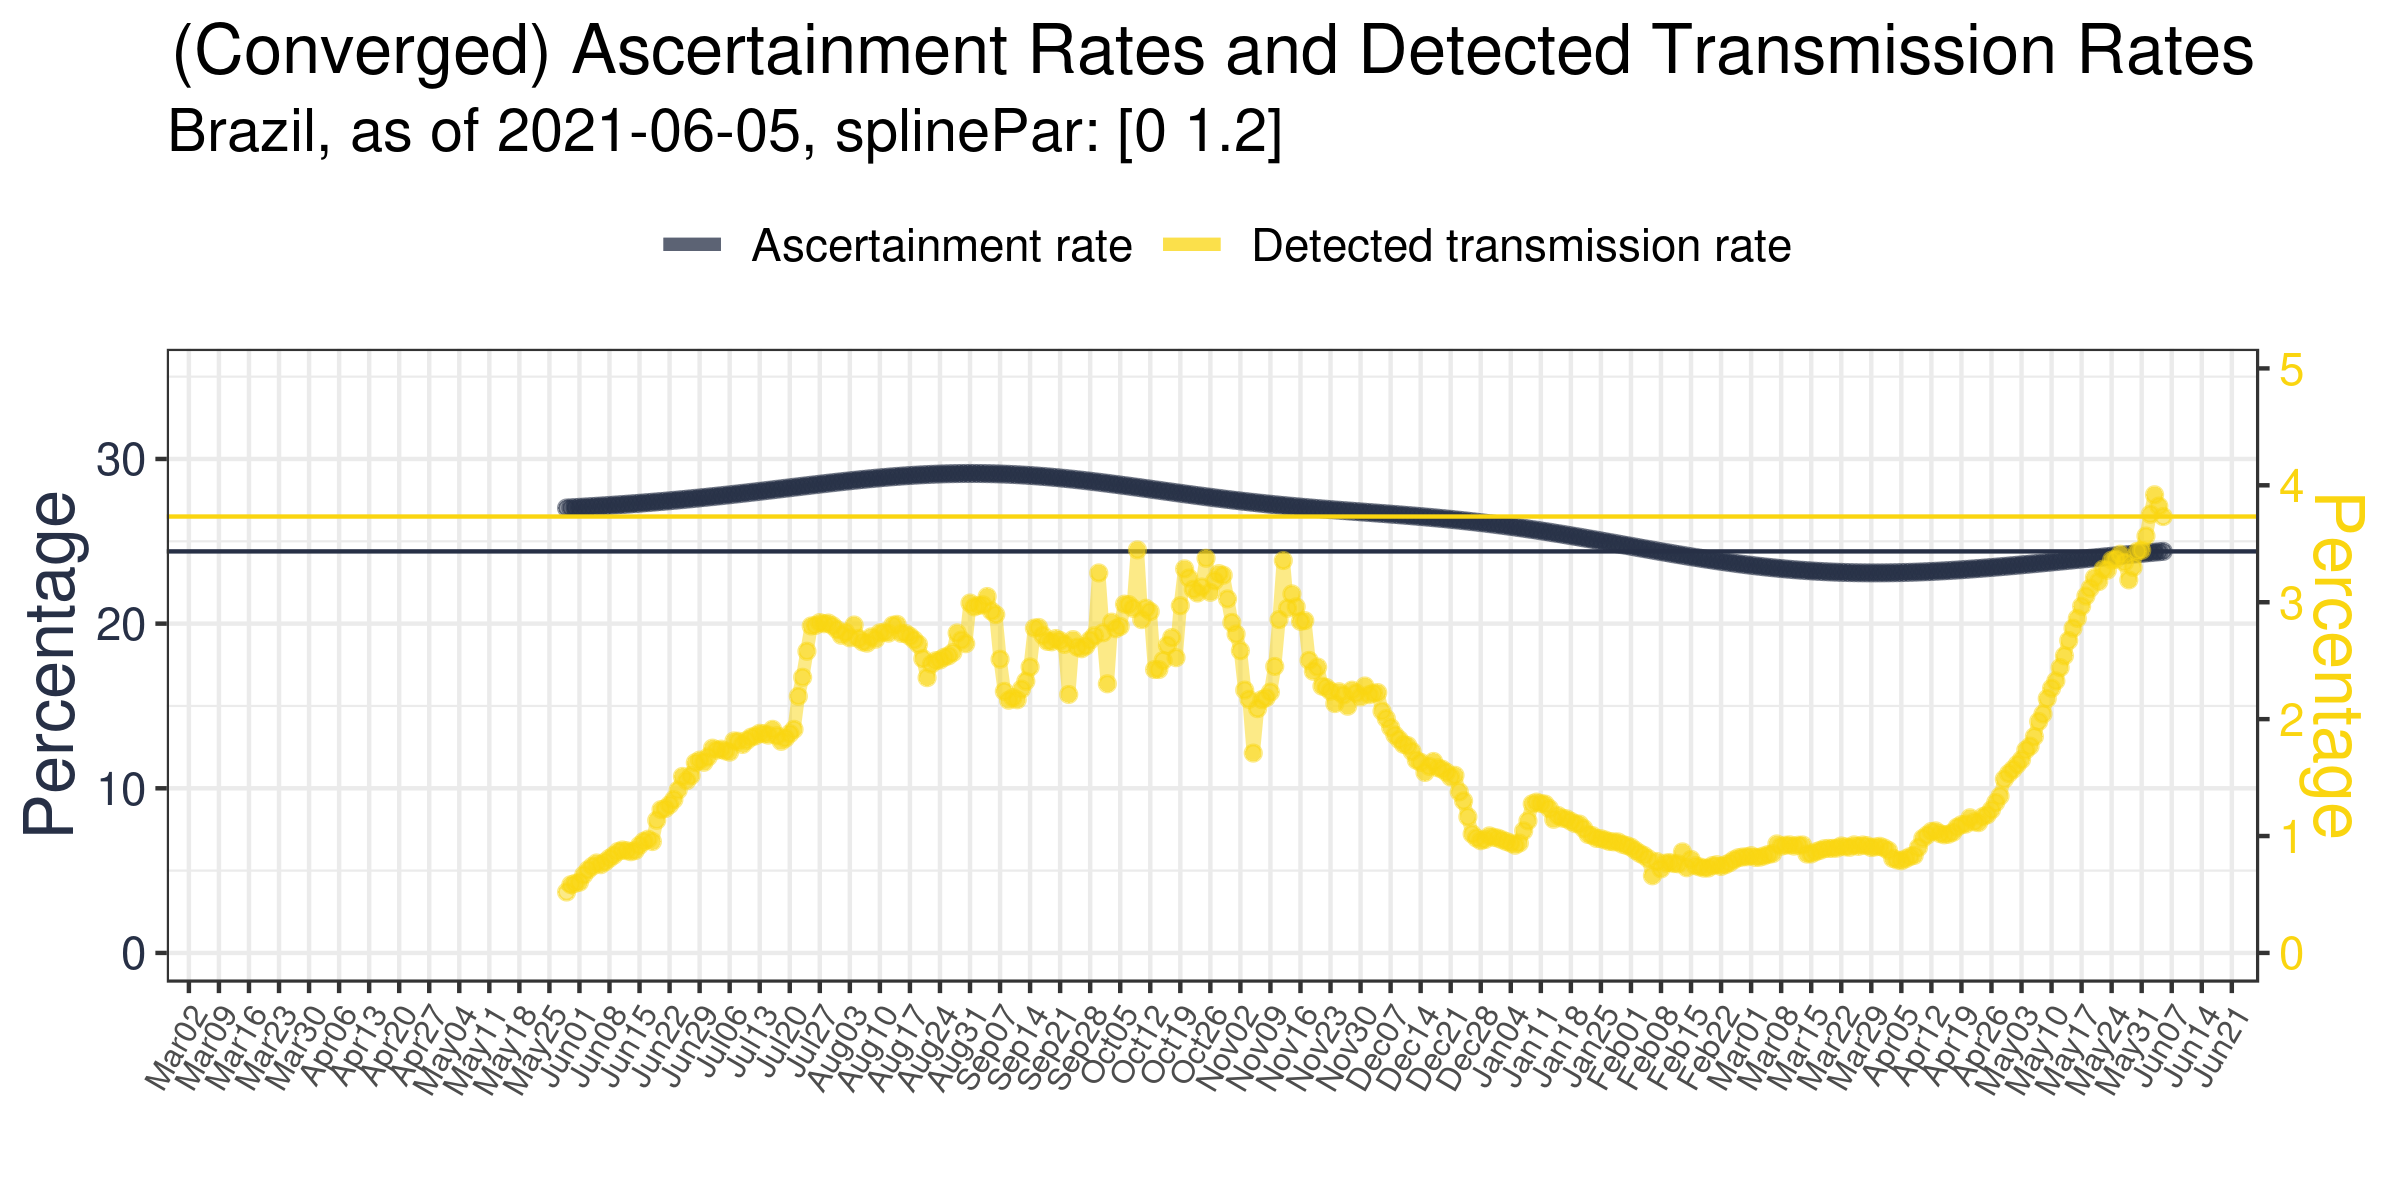 (Converged) Ascertainment Rates and Detected Transmission Rates
Brazil, as of 2021-06-05, splinePar: [0 1.2]
Ascertainment rate
Detected transmission rate
Percentage
30
20
10
0
5
4
3
2
1
0
Percentage
Mar02
Mar09
Mar16
Mar23
Mar30
Apr06
Apr13
Apr20
Apr27
May04
May11
May18
May25
Jun01
Jun08
Jun15
Jun22
Jun29
Jul06
Jul13
Jul20
Jul27
Aug03
Aug10
Aug17
Aug24
Aug31
Sep07
Sep14
Sep21
Sep28
Oct05
Oct12
Oct19
Oct26
Nov02
Nov09
Nov16
Nov23
Nov30
Dec07
Dec14
Dec21
Dec28
Jan04
Jan11
Jan18
Jan25
Feb01
Feb08
Feb15
Feb22
Mar01
Mar08
Mar15
Mar22
Mar29
Apr05
Apr12
Apr19
Apr26
May03
May10
May17
May24
May31
Jun07
Jun14
Jun21